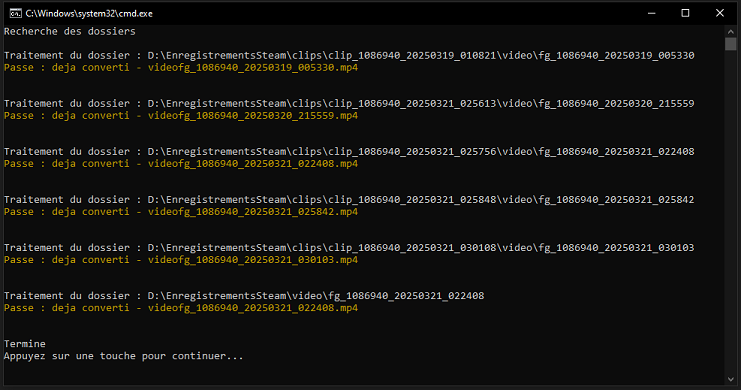 C:\Windows\system32\cmd.exe
Recherche des dossiers
Traitement du dossier : D:\EnregistrementsSteam\clips\clip_1086940_20250319_010821\video\fg_1086940_20250319_005330
Passe : deja converti - videofg_1086940_20250319_005330.mp4
Traitement du dossier : D:\EnregistrementsSteam\clips\clip_1086940_20250321_025613\video\fg_1086940_20250320_215559
Passe : deja converti - videofg_1086940_20250320_215559.mp4
Traitement du dossier : D:\EnregistrementsSteam\clips\clip_1086940_20250321_025756\video\fg_1086940_20250321_022408
Passe : deja converti - videofg_1086940_20250321_022408.mp4
Traitement du dossier : D:\EnregistrementsSteam\clips\clip_1086940_20250321_025848\video\fg_1086940_20250321_025842
Passe : deja converti - videofg_1086940_20250321_025842.mp4
Traitement du dossier : D:\EnregistrementsSteam\clips\clip_1086940_20250321_030108\video\fg_1086940_20250321_030103
Passe : deja converti - videofg_1086940_20250321_030103.mp4
Traitement du dossier : D:\EnregistrementsSteam\video\fg_1086940_20250321_022408
Passe : deja converti - videofg_1086940_20250321_022408.mp4
Termine
Appuyez sur une touche pour continuer...